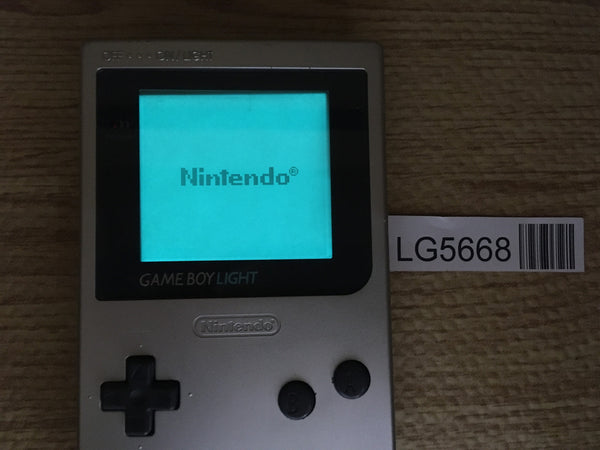 OFF • • • ON/LIGHT
Nintendo®
GAME BOY LIGHT
Nintendo®
LG5668
B
A